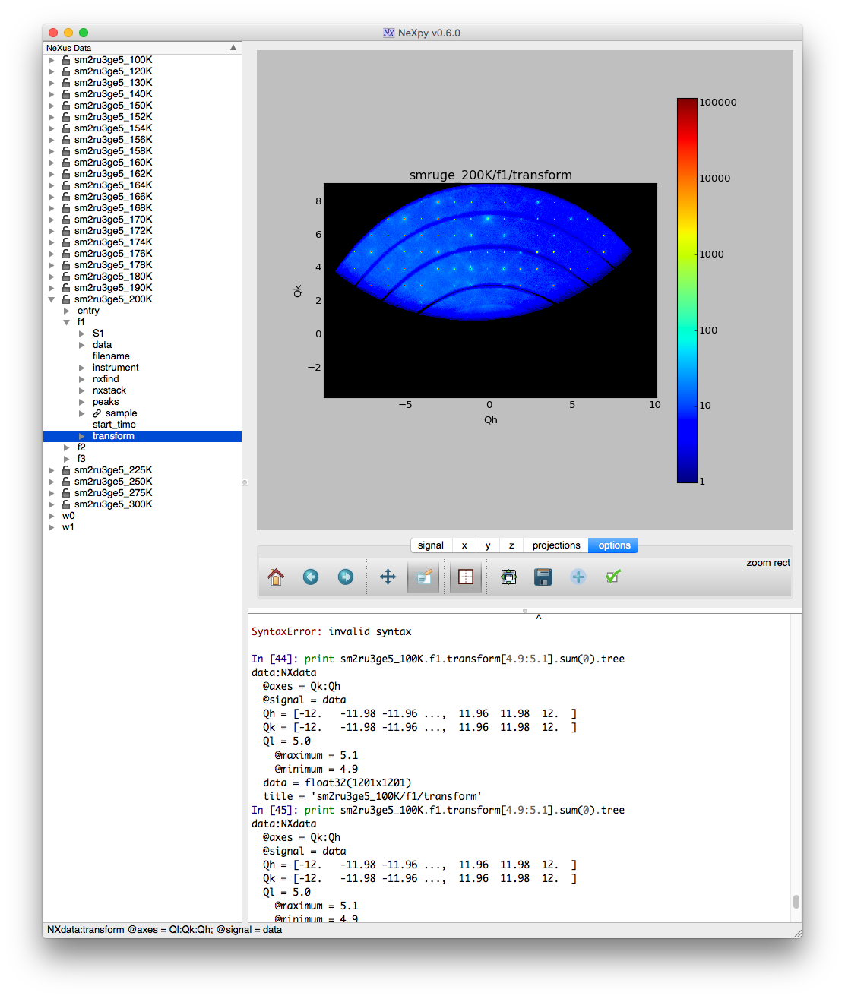 NeXpy v0.6.0
NeXus Data
sm2ru3ge5_100K
sm2ru3ge5_120K
sm2ru3ge5_130K
sm2ru3ge5_140K
sm2ru3ge5_150K
sm2ru3ge5_152K
sm2ru3ge5_154K
sm2ru3ge5_156K
sm2ru3ge5_158K
sm2ru3ge5_160K
sm2ru3ge5_162K
sm2ru3ge5_164K
sm2ru3ge5_166K
sm2ru3ge5_168K
sm2ru3ge5_170K
sm2ru3ge5_172K
sm2ru3ge5_174K
sm2ru3ge5_176K
sm2ru3ge5_178K
sm2ru3ge5_180K
sm2ru3ge5_190K
sm2ru3ge5_200K
entry
f1
S1
data
filename
instrument
nxfind
nxstack
peaks
sample
start_time
transform
f2
f3
sm2ru3ge5_225K
sm2ru3ge5_250K
sm2ru3ge5_275K
sm2ru3ge5_300K
w0
w1
smruge_200K/f1/transform
8
6
4
2
0
−2
Qk
−5 0 5 10
Qh
100000
10000
1000
100
10
1
signal x y z projections options
zoom rect
^
SyntaxError: invalid syntax
In [44]: print sm2ru3ge5_100K.f1.transform[4.9:5.1].sum(0).tree
data:NXdata
@axes = Qk:Qh
@signal = data
Qh = [-12. -11.98 -11.96 ..., 11.96 11.98 12. ]
Qk = [-12. -11.98 -11.96 ..., 11.96 11.98 12. ]
Ql = 5.0
@maximum = 5.1
@minimum = 4.9
data = float32(1201x1201)
title = 'sm2ru3ge5_100K/f1/transform'
In [45]: print sm2ru3ge5_100K.f1.transform[4.9:5.1].sum(0).tree
data:NXdata
@axes = Qk:Qh
@signal = data
Qh = [-12. -11.98 -11.96 ..., 11.96 11.98 12. ]
Qk = [-12. -11.98 -11.96 ..., 11.96 11.98 12. ]
Ql = 5.0
@maximum = 5.1
@minimum = 4.9
NXdata:transform @axes = Ql:Qk:Qh; @signal = data